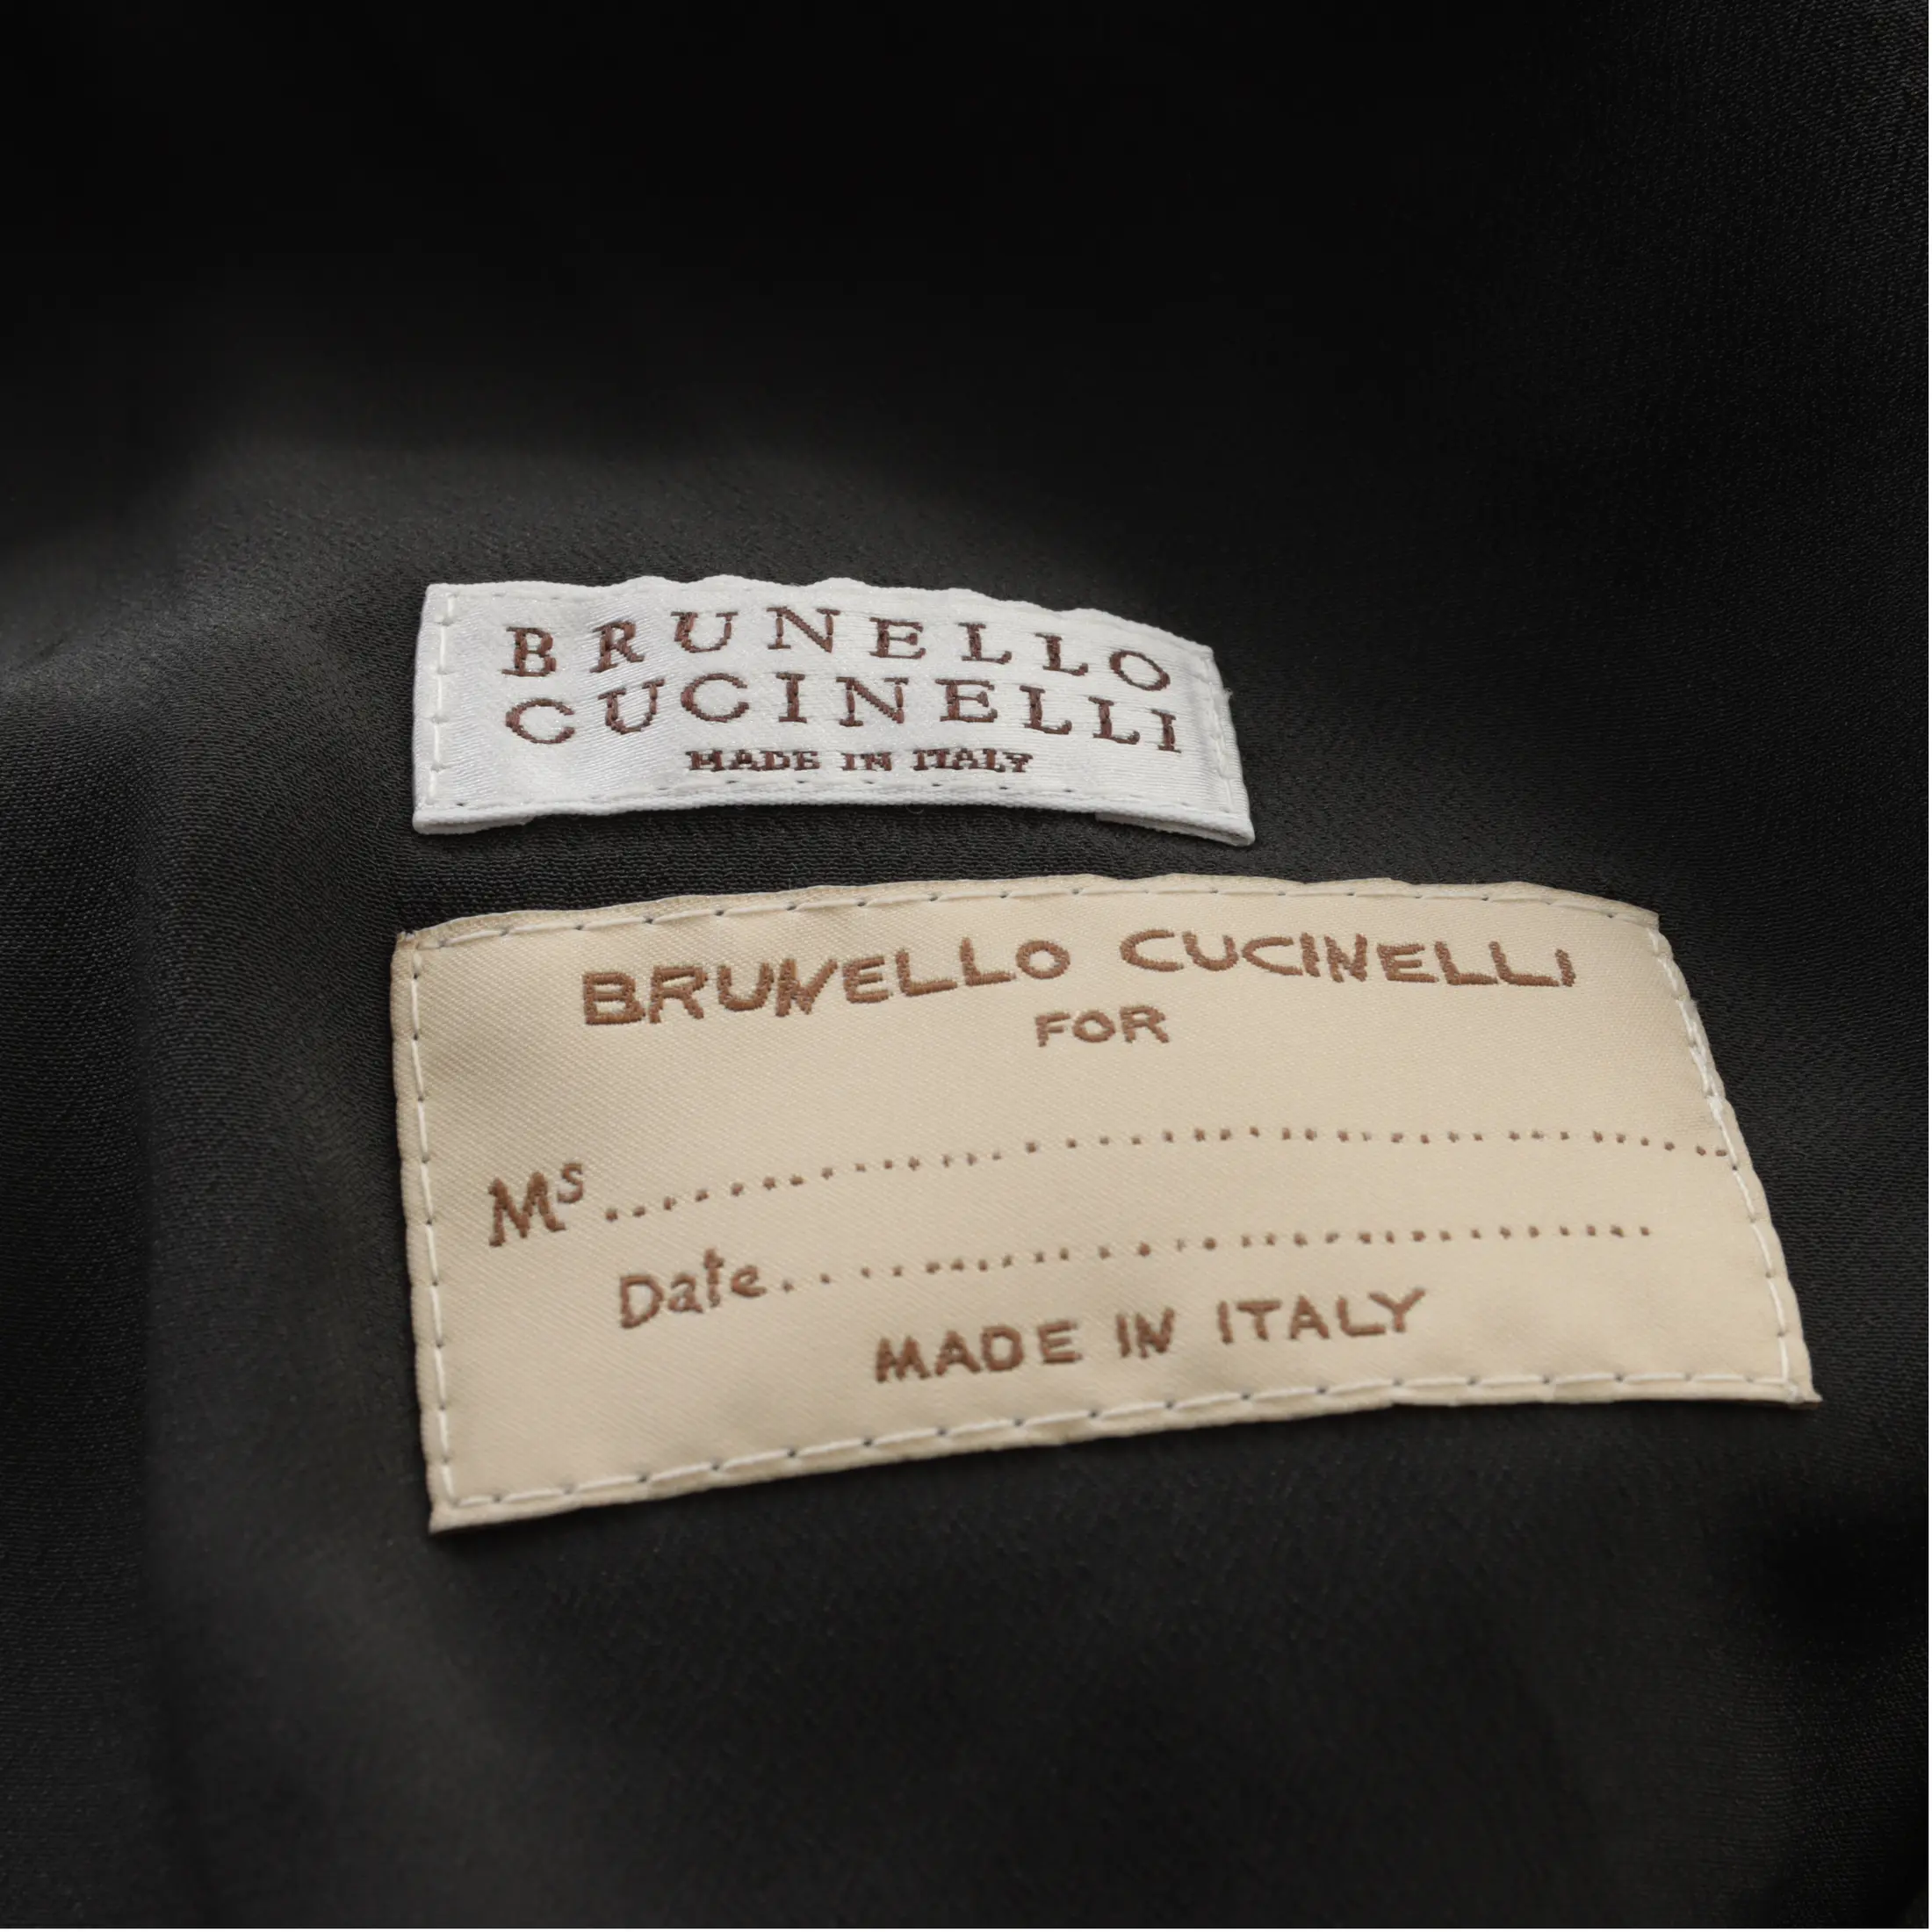 BRUNELLO
CUCINELLI
MADE IN ITALY
BRUNELLO CUCINELLI
FOR
Ms.......................................
Date..............................
MADE IN ITALY